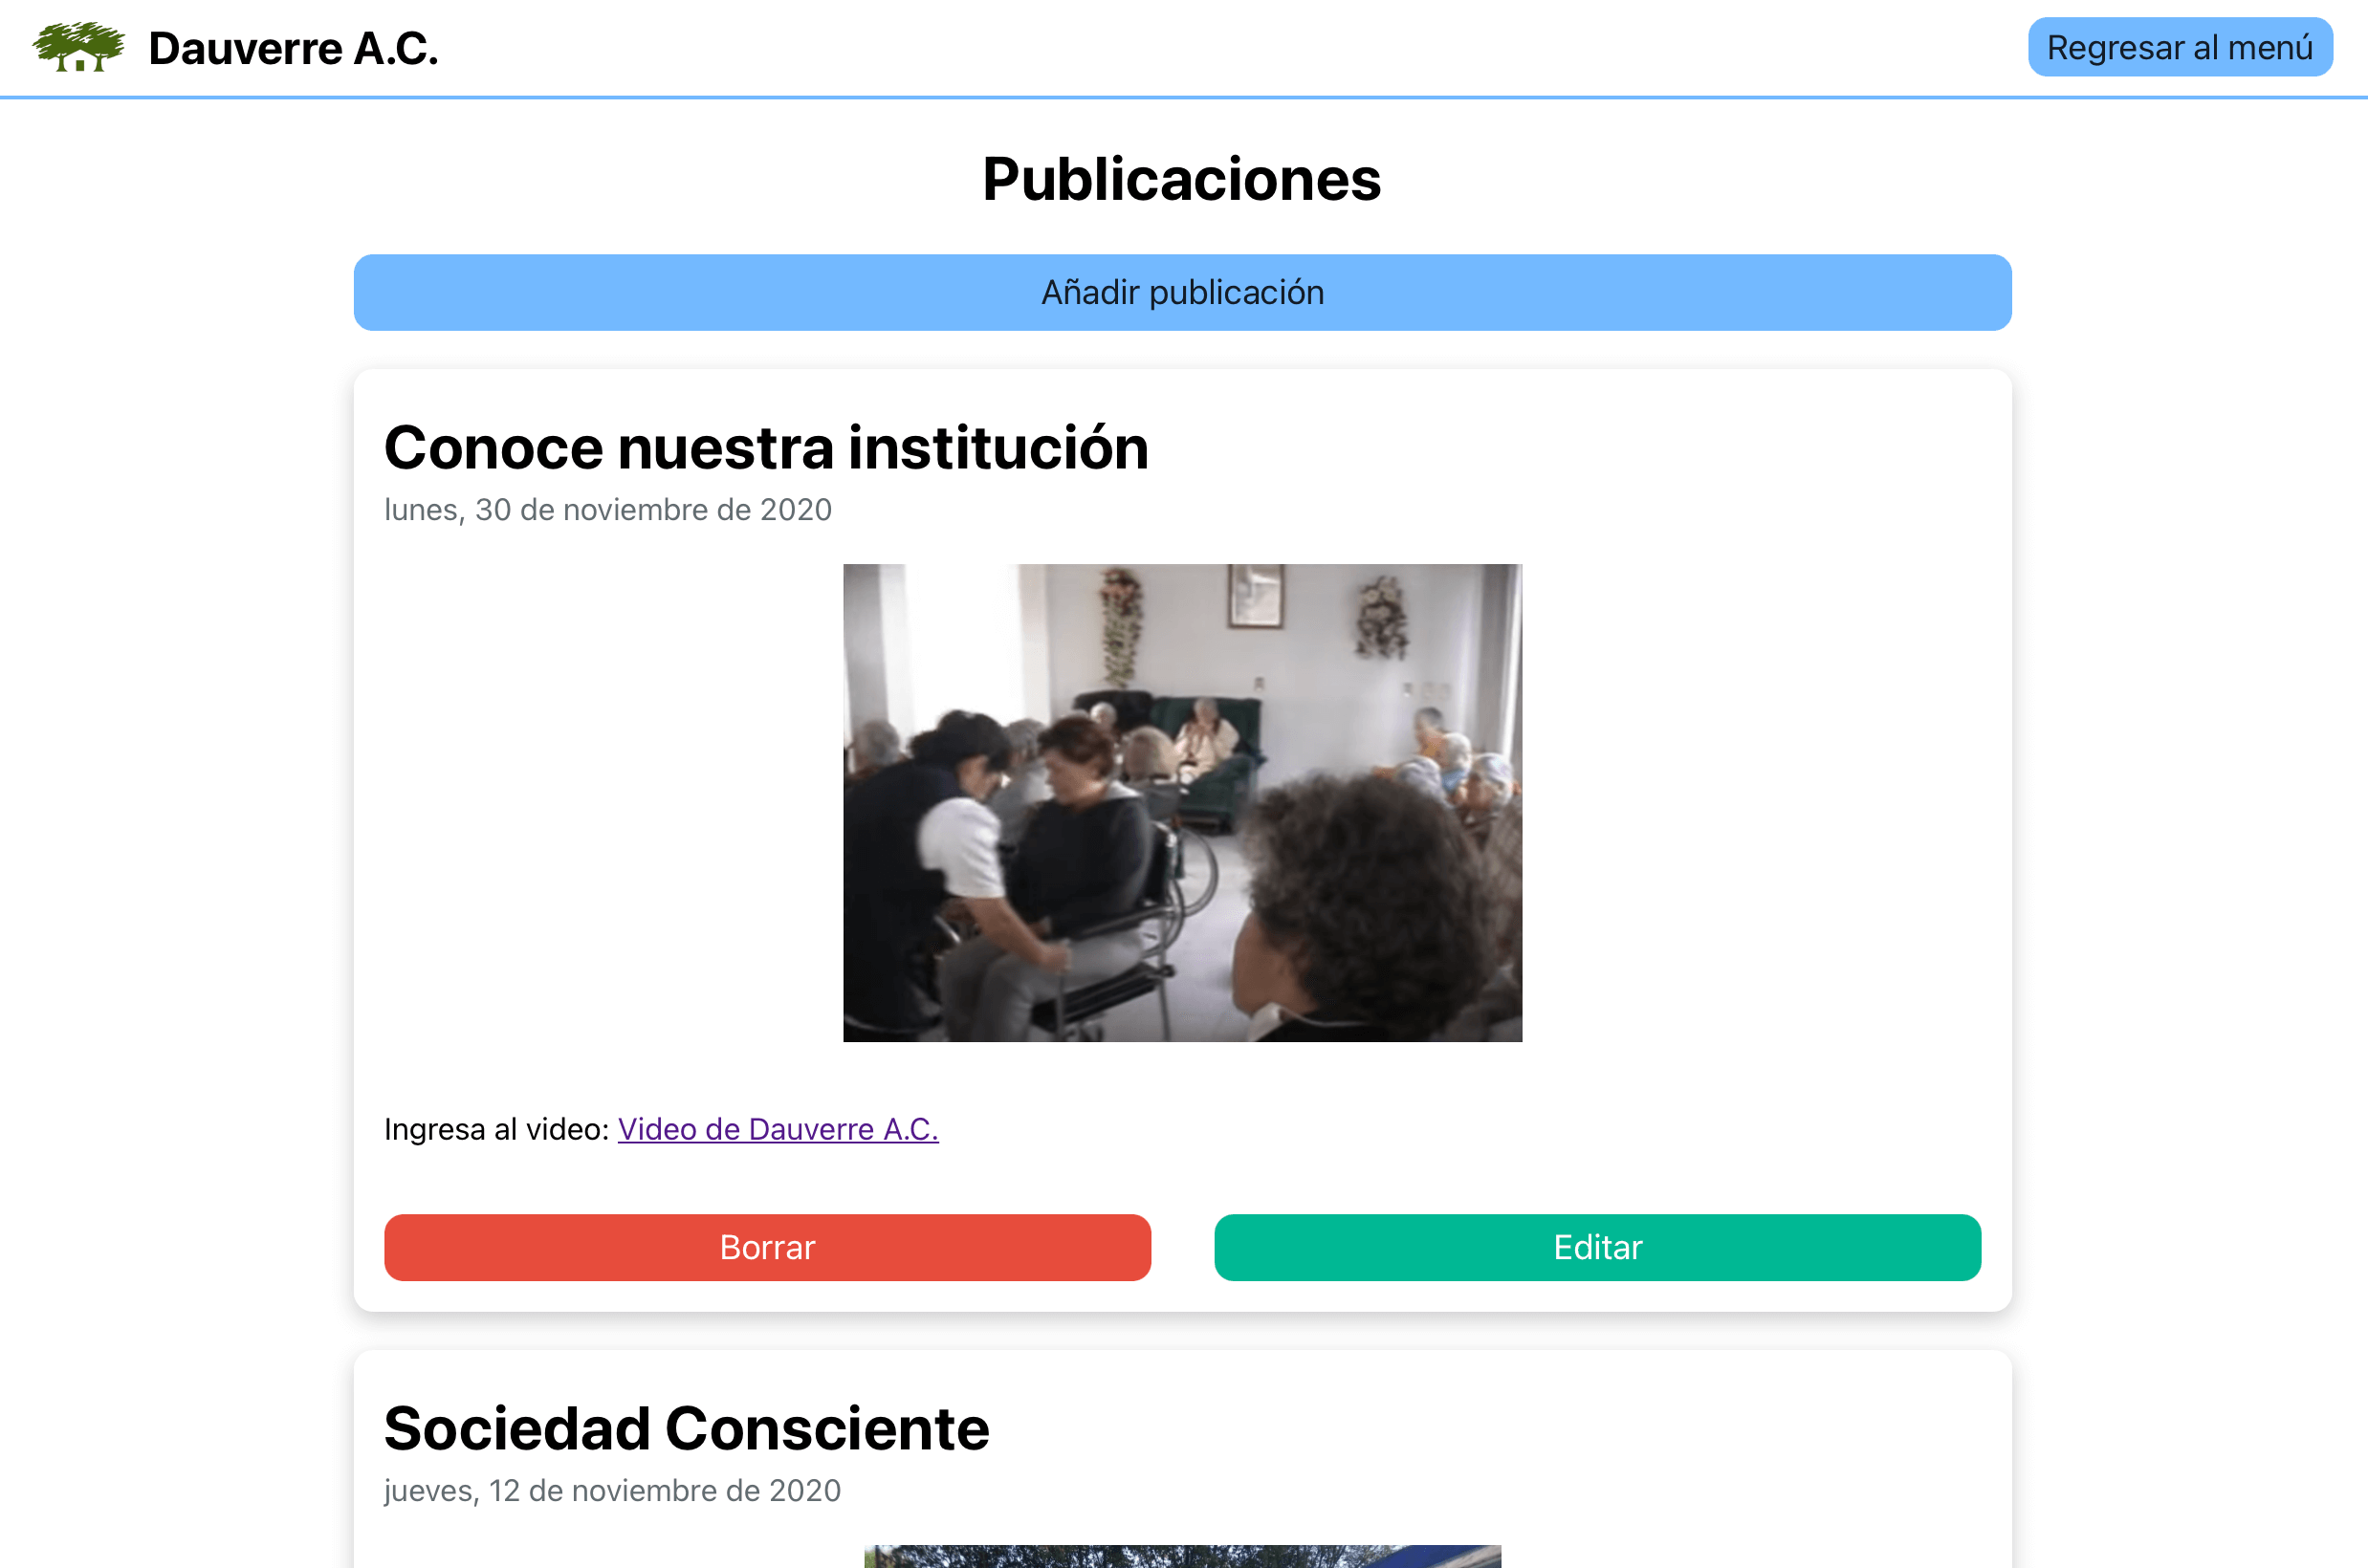 Dauverre A.C.
Regresar al menú
Publicaciones
Añadir publicación
Conoce nuestra institución
lunes, 30 de noviembre de 2020
Ingresa al video: Video de Dauverre A.C.
Borrar
Editar
Sociedad Consciente
jueves, 12 de noviembre de 2020